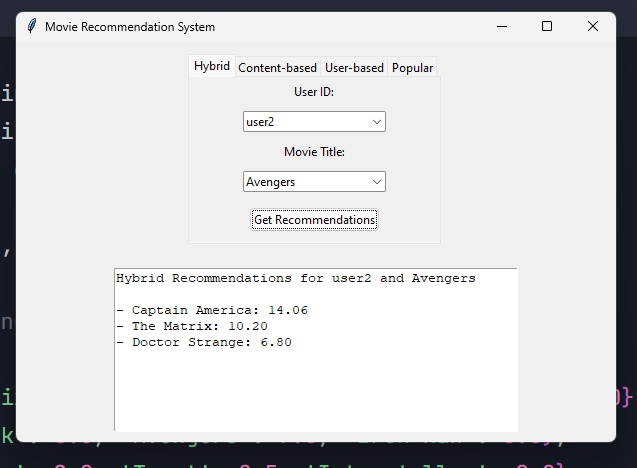 Movie Recommendation System
Hybrid Content-based User-based Popular
User ID:
user2
Movie Title:
Avengers
Get Recommendations
Hybrid Recommendations for user2 and Avengers
- Captain America: 14.06
- The Matrix: 10.20
- Doctor Strange: 6.80